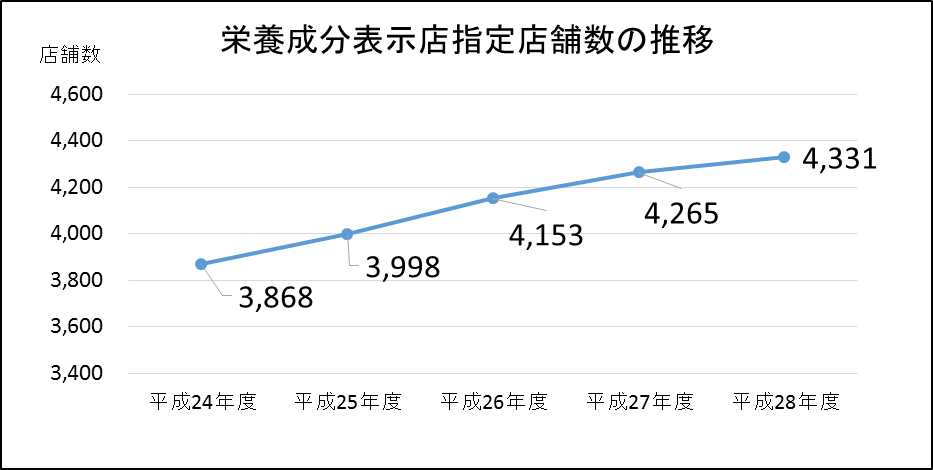 栄養成分表示店指定店舗数の推移
店舗数
4,600
4,400
4,200
4,000
3,800
3,600
3,400
3,868
3,998
4,153
4,265
4,331
平成24年度
平成25年度
平成26年度
平成27年度
平成28年度